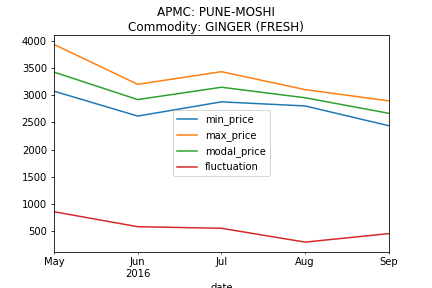 APMC: PUNE-MOSHI
Commodity: GINGER (FRESH)
4000
3500
3000
2500
2000
1500
1000
500
min_price
max_price
modal_price
fluctuation
May Jun Jul Aug Sep
2016
date